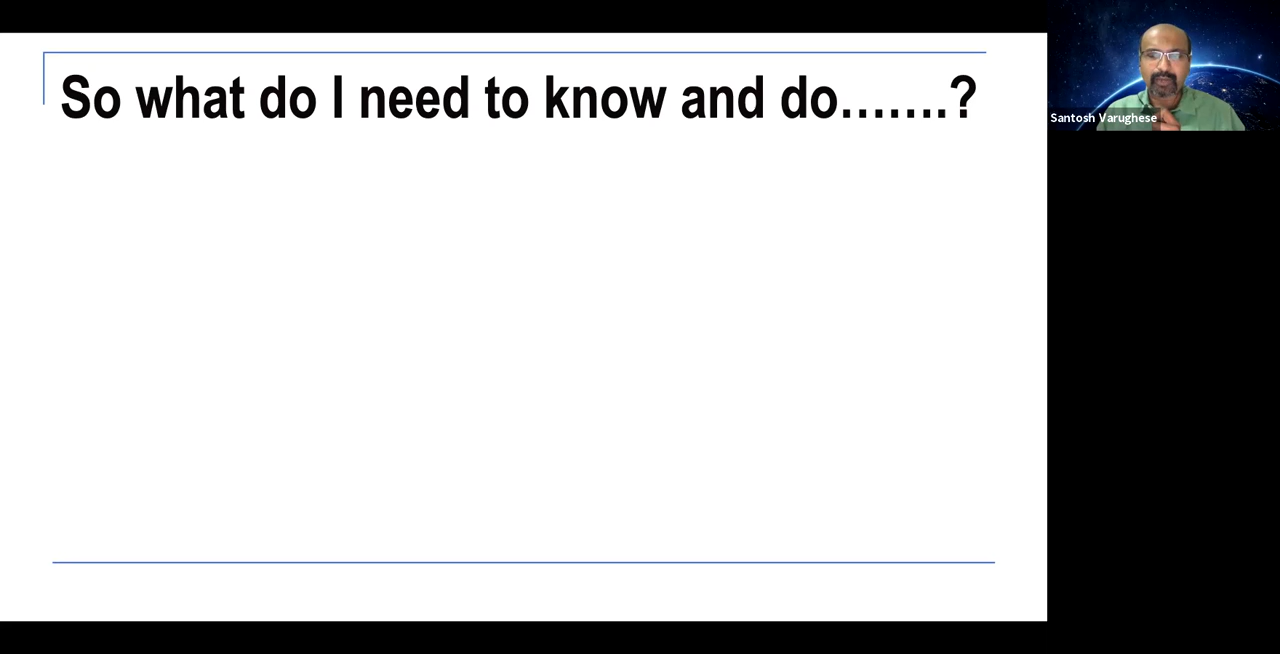 So what do I need to know and do…….?
Santosh Varughese